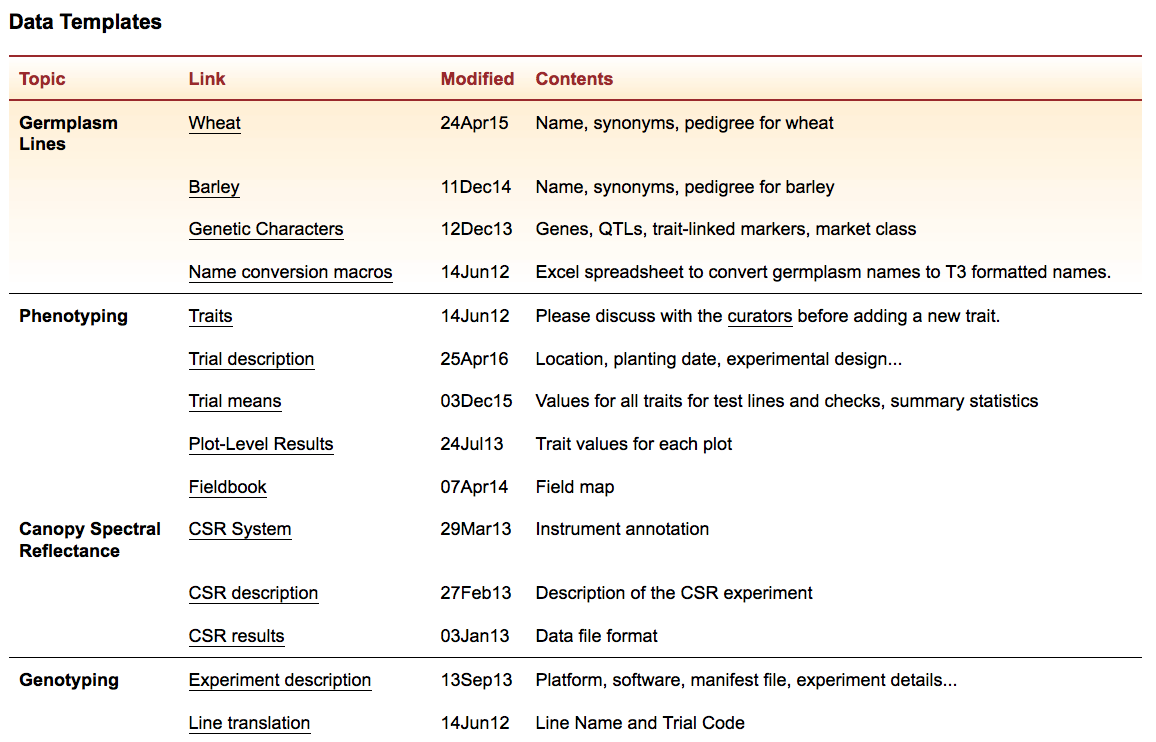 Data Templates
Topic Link Modified Contents
Germplasm Lines Wheat 24Apr15 Name, synonyms, pedigree for wheat
Barley 11Dec14 Name, synonyms, pedigree for barley
Genetic Characters 12Dec13 Genes, QTLs, trait-linked markers, market class
Name conversion macros 14Jun12 Excel spreadsheet to convert germplasm names to T3 formatted names.
Phenotyping Traits 14Jun12 Please discuss with the curators before adding a new trait.
Trial description 25Apr16 Location, planting date, experimental design...
Trial means 03Dec15 Values for all traits for test lines and checks, summary statistics
Plot-Level Results 24Jul13 Trait values for each plot
Fieldbook 07Apr14 Field map
Canopy Spectral Reflectance CSR System 29Mar13 Instrument annotation
CSR description 27Feb13 Description of the CSR experiment
CSR results 03Jan13 Data file format
Genotyping Experiment description 13Sep13 Platform, software, manifest file, experiment details...
Line translation 14Jun12 Line Name and Trial Code